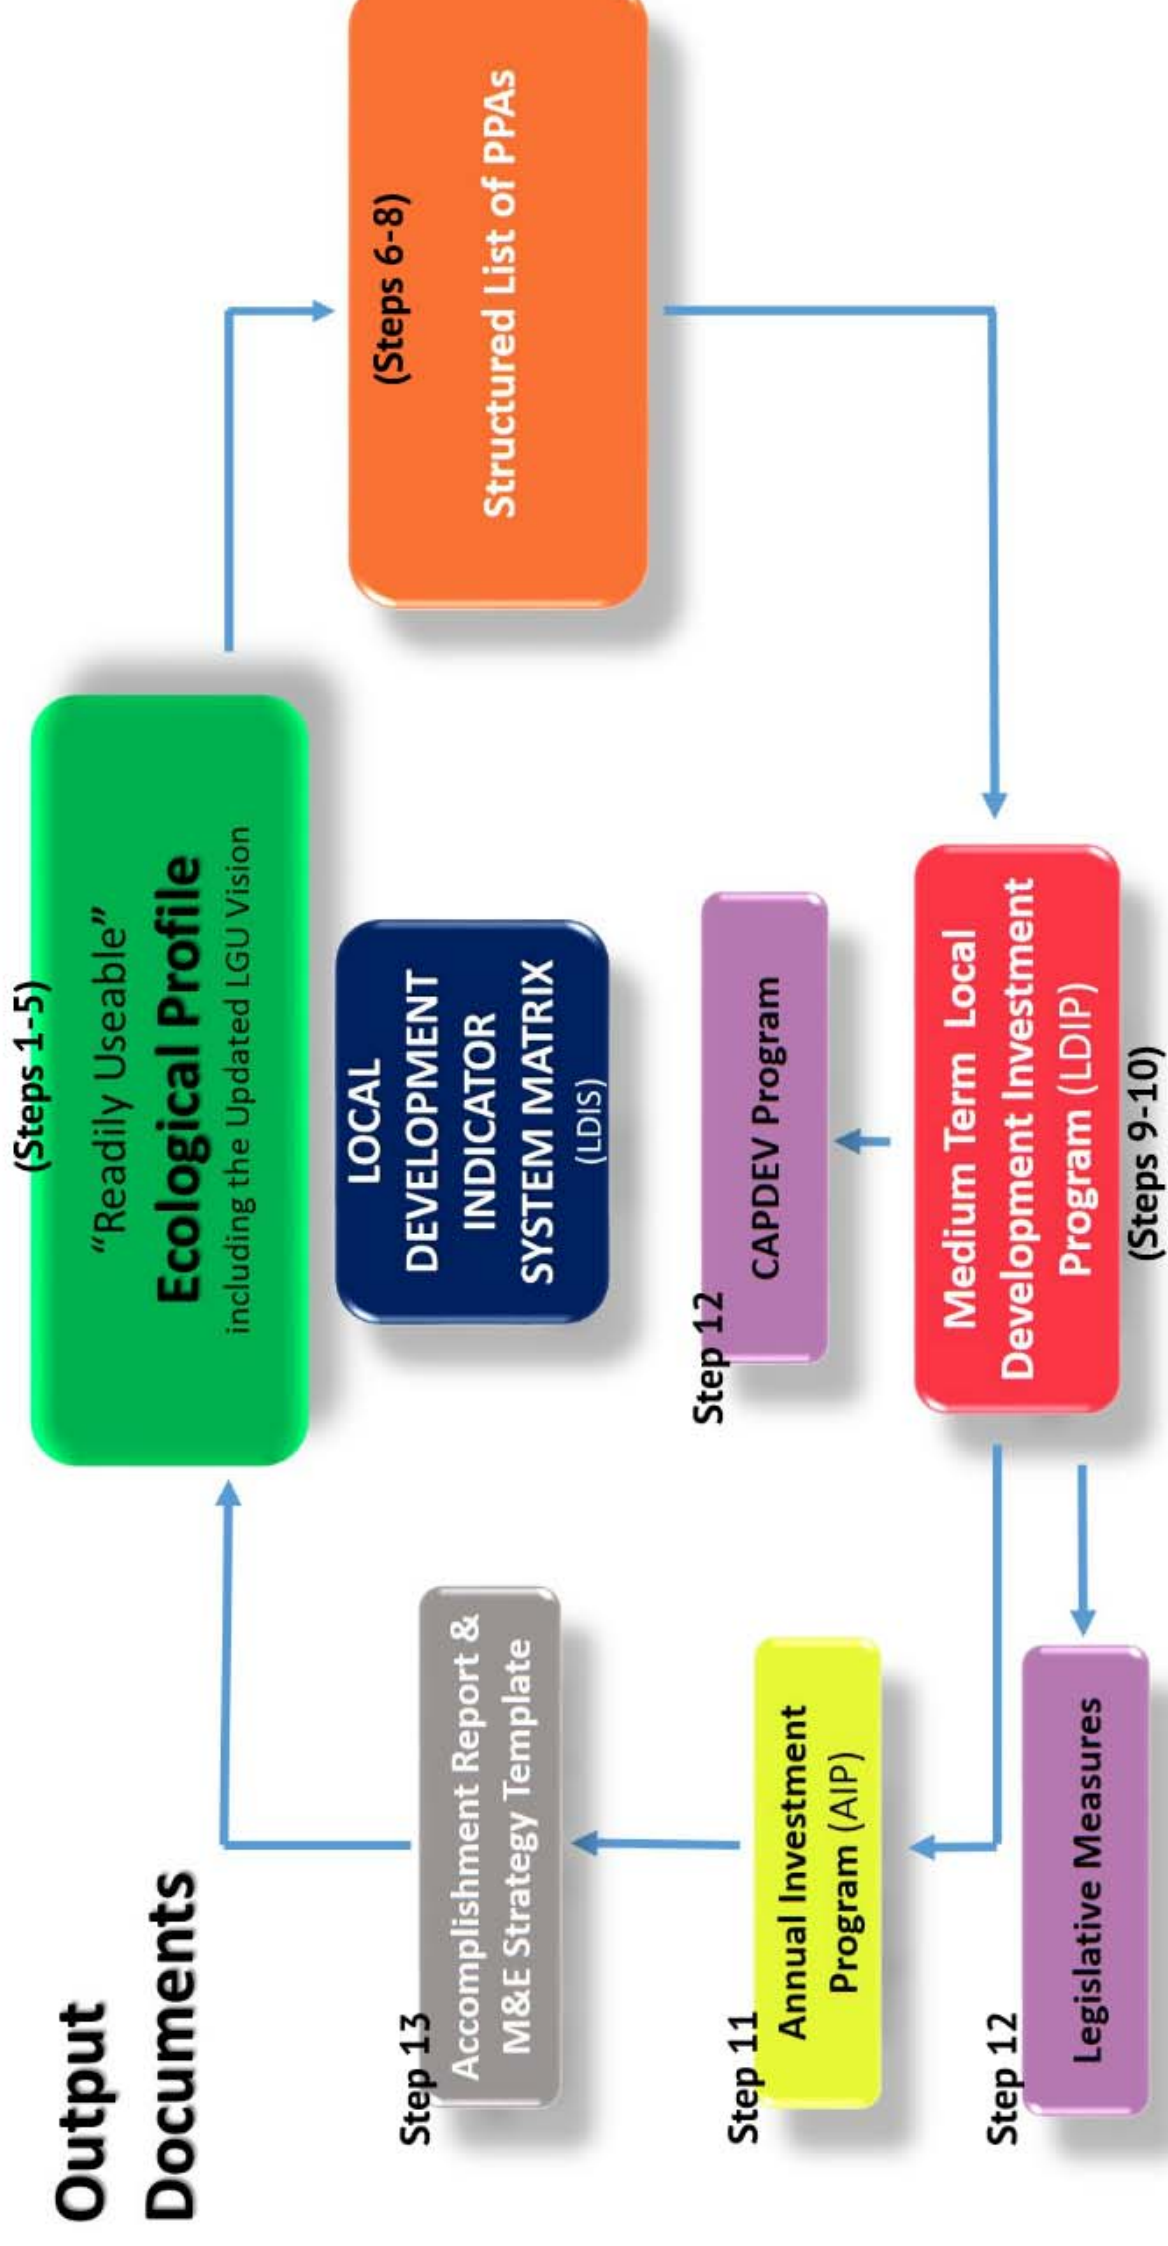 Output
Documents
(Steps 1-5)
“Readily Useable”
Ecological Profile
including the Updated LGU Vision
LOCAL
DEVELOPMENT
INDICATOR
SYSTEM MATRIX
(LDIS)
(Steps 6-8)
Structured List of PPAs
Step 13
Accomplishment Report &
M&E Strategy Template
Step 11
Annual Investment
Program (AIP)
Step 12
CAPDEV Program
Medium Term Local
Development Investment
Program (LDIP)
(Steps 9-10)
Step 12
Legislative Measures